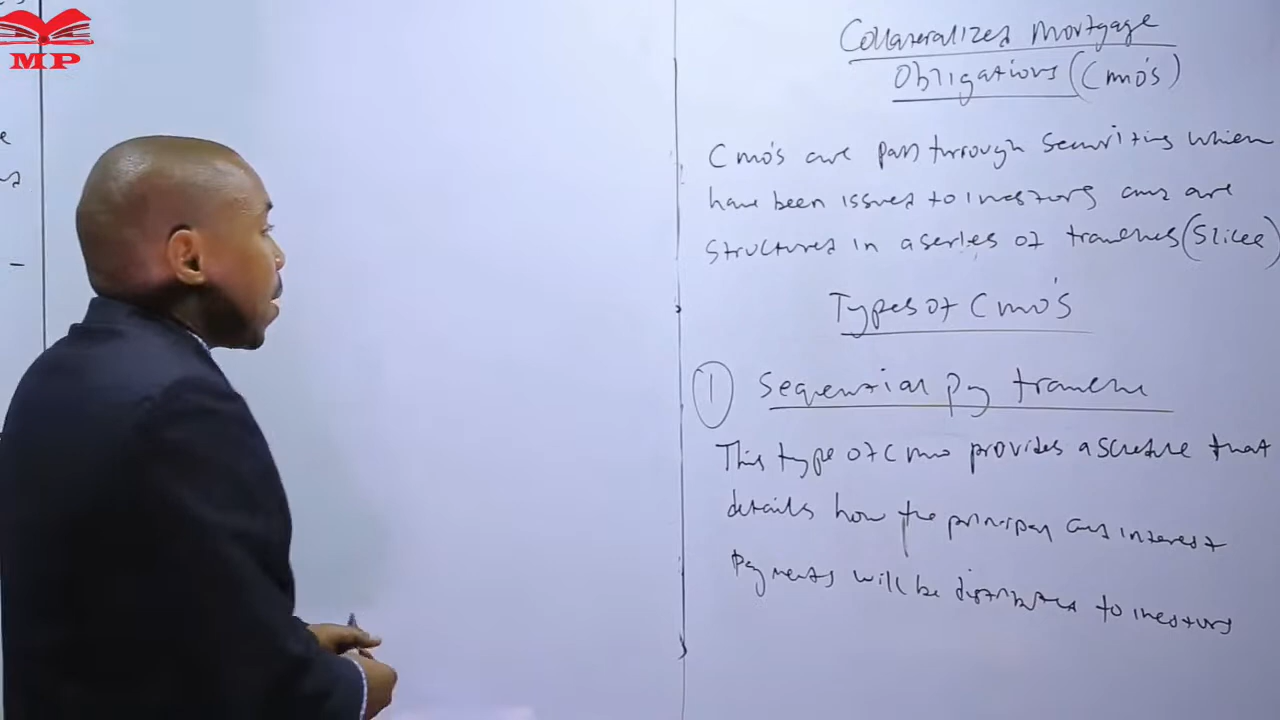 MP
Collateralized Mortgage
Obligations (Cmo's)
Cmo's are pass through securities which
have been issued to investors and are
structured in a series of tranches (Slice)
Types of Cmo's
1 Sequential pay tranche
This type of Cmo provides a that
details how the principal and interest
payments will be distributed to investors